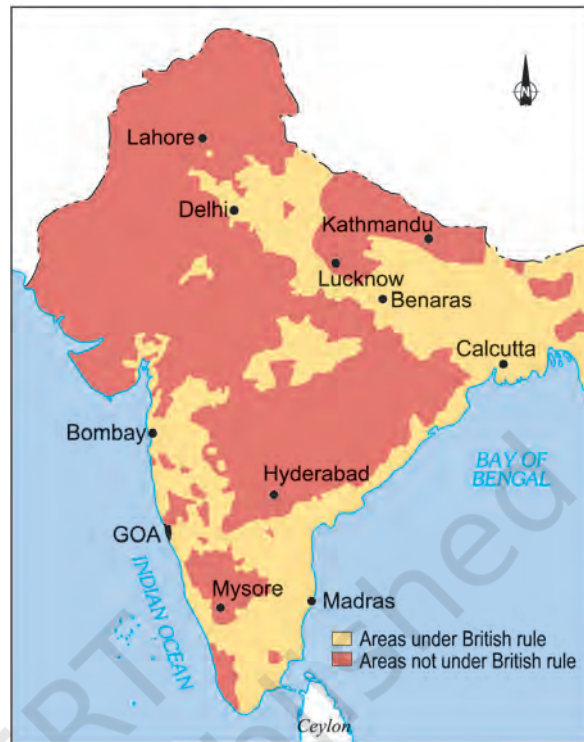 N
Lahore
Delhi
Kathmandu
Lucknow
Benaras
Calcutta
Bombay
BAY OF
BENGAL
Hyderabad
GOA
Mysore
Madras
INDIAN OCEAN
Areas under British rule
Areas not under British rule
Ceylon